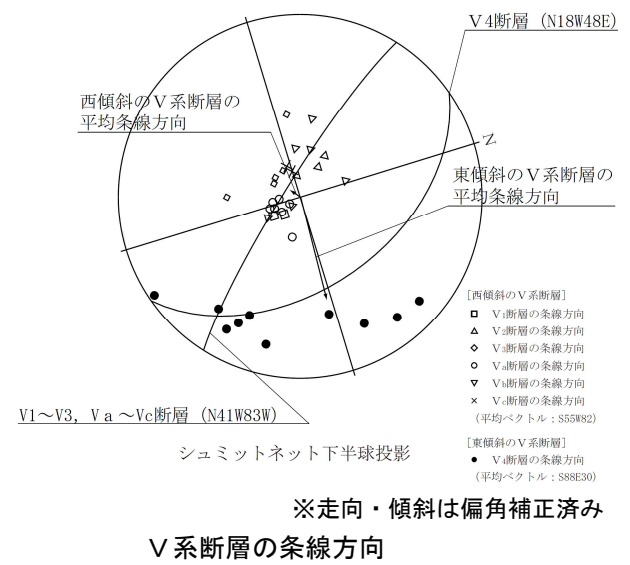 V4断層 (N18W48E)
西傾斜のV系断層の
平均条線方向
N
東傾斜のV系断層の
平均条線方向
[西傾斜のV系断層]
V1断層の条線方向
V2断層の条線方向
V3断層の条線方向
Va断層の条線方向
Vb断層の条線方向
Vc断層の条線方向
(平均ベクトル：S55W82)
[東傾斜のV系断層]
V4断層の条線方向
(平均ベクトル：S88E30)
V1～V3, Va～Vc断層 (N41W83W)
シュミットネット下半球投影
※走向・傾斜は偏角補正済み
V系断層の条線方向